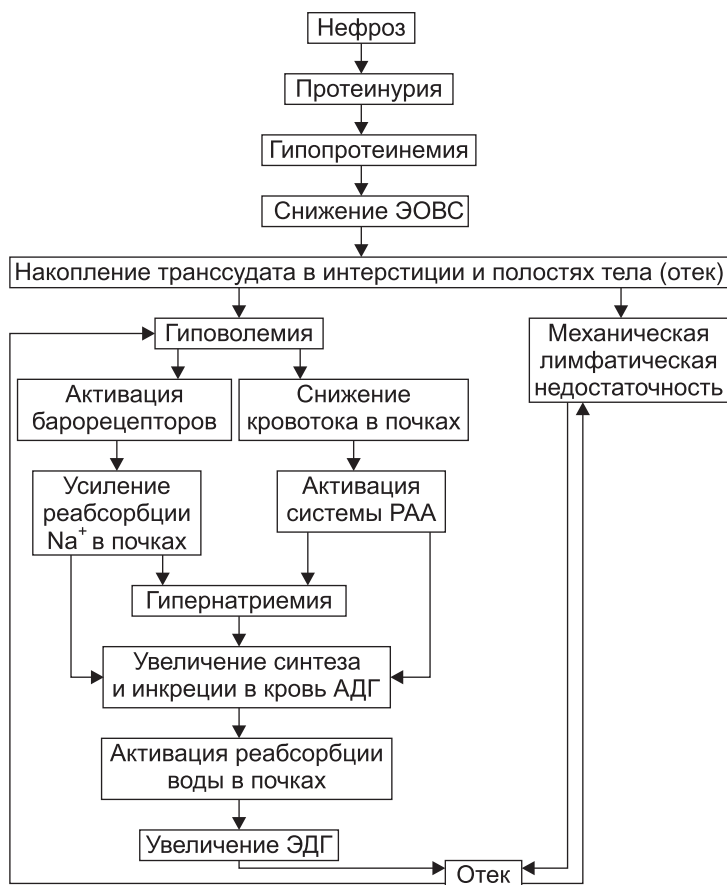 Нефроз
Протеинурия
Гипопротеинемия
Снижение ЭОВС
Накопление транссудата в интерстиции и полостях тела (отек)
Гиповолемия
Механическая
лимфатическая
недостаточность
Активация
барорецепторов
Снижение
кровотока в почках
Усиление
реабсорбции
Na⁺ в почках
Активация
системы РАА
Гипернатриемия
Увеличение синтеза
и инкреции в кровь АДГ
Активация реабсорбции
воды в почках
Увеличение ЭДГ
Отек